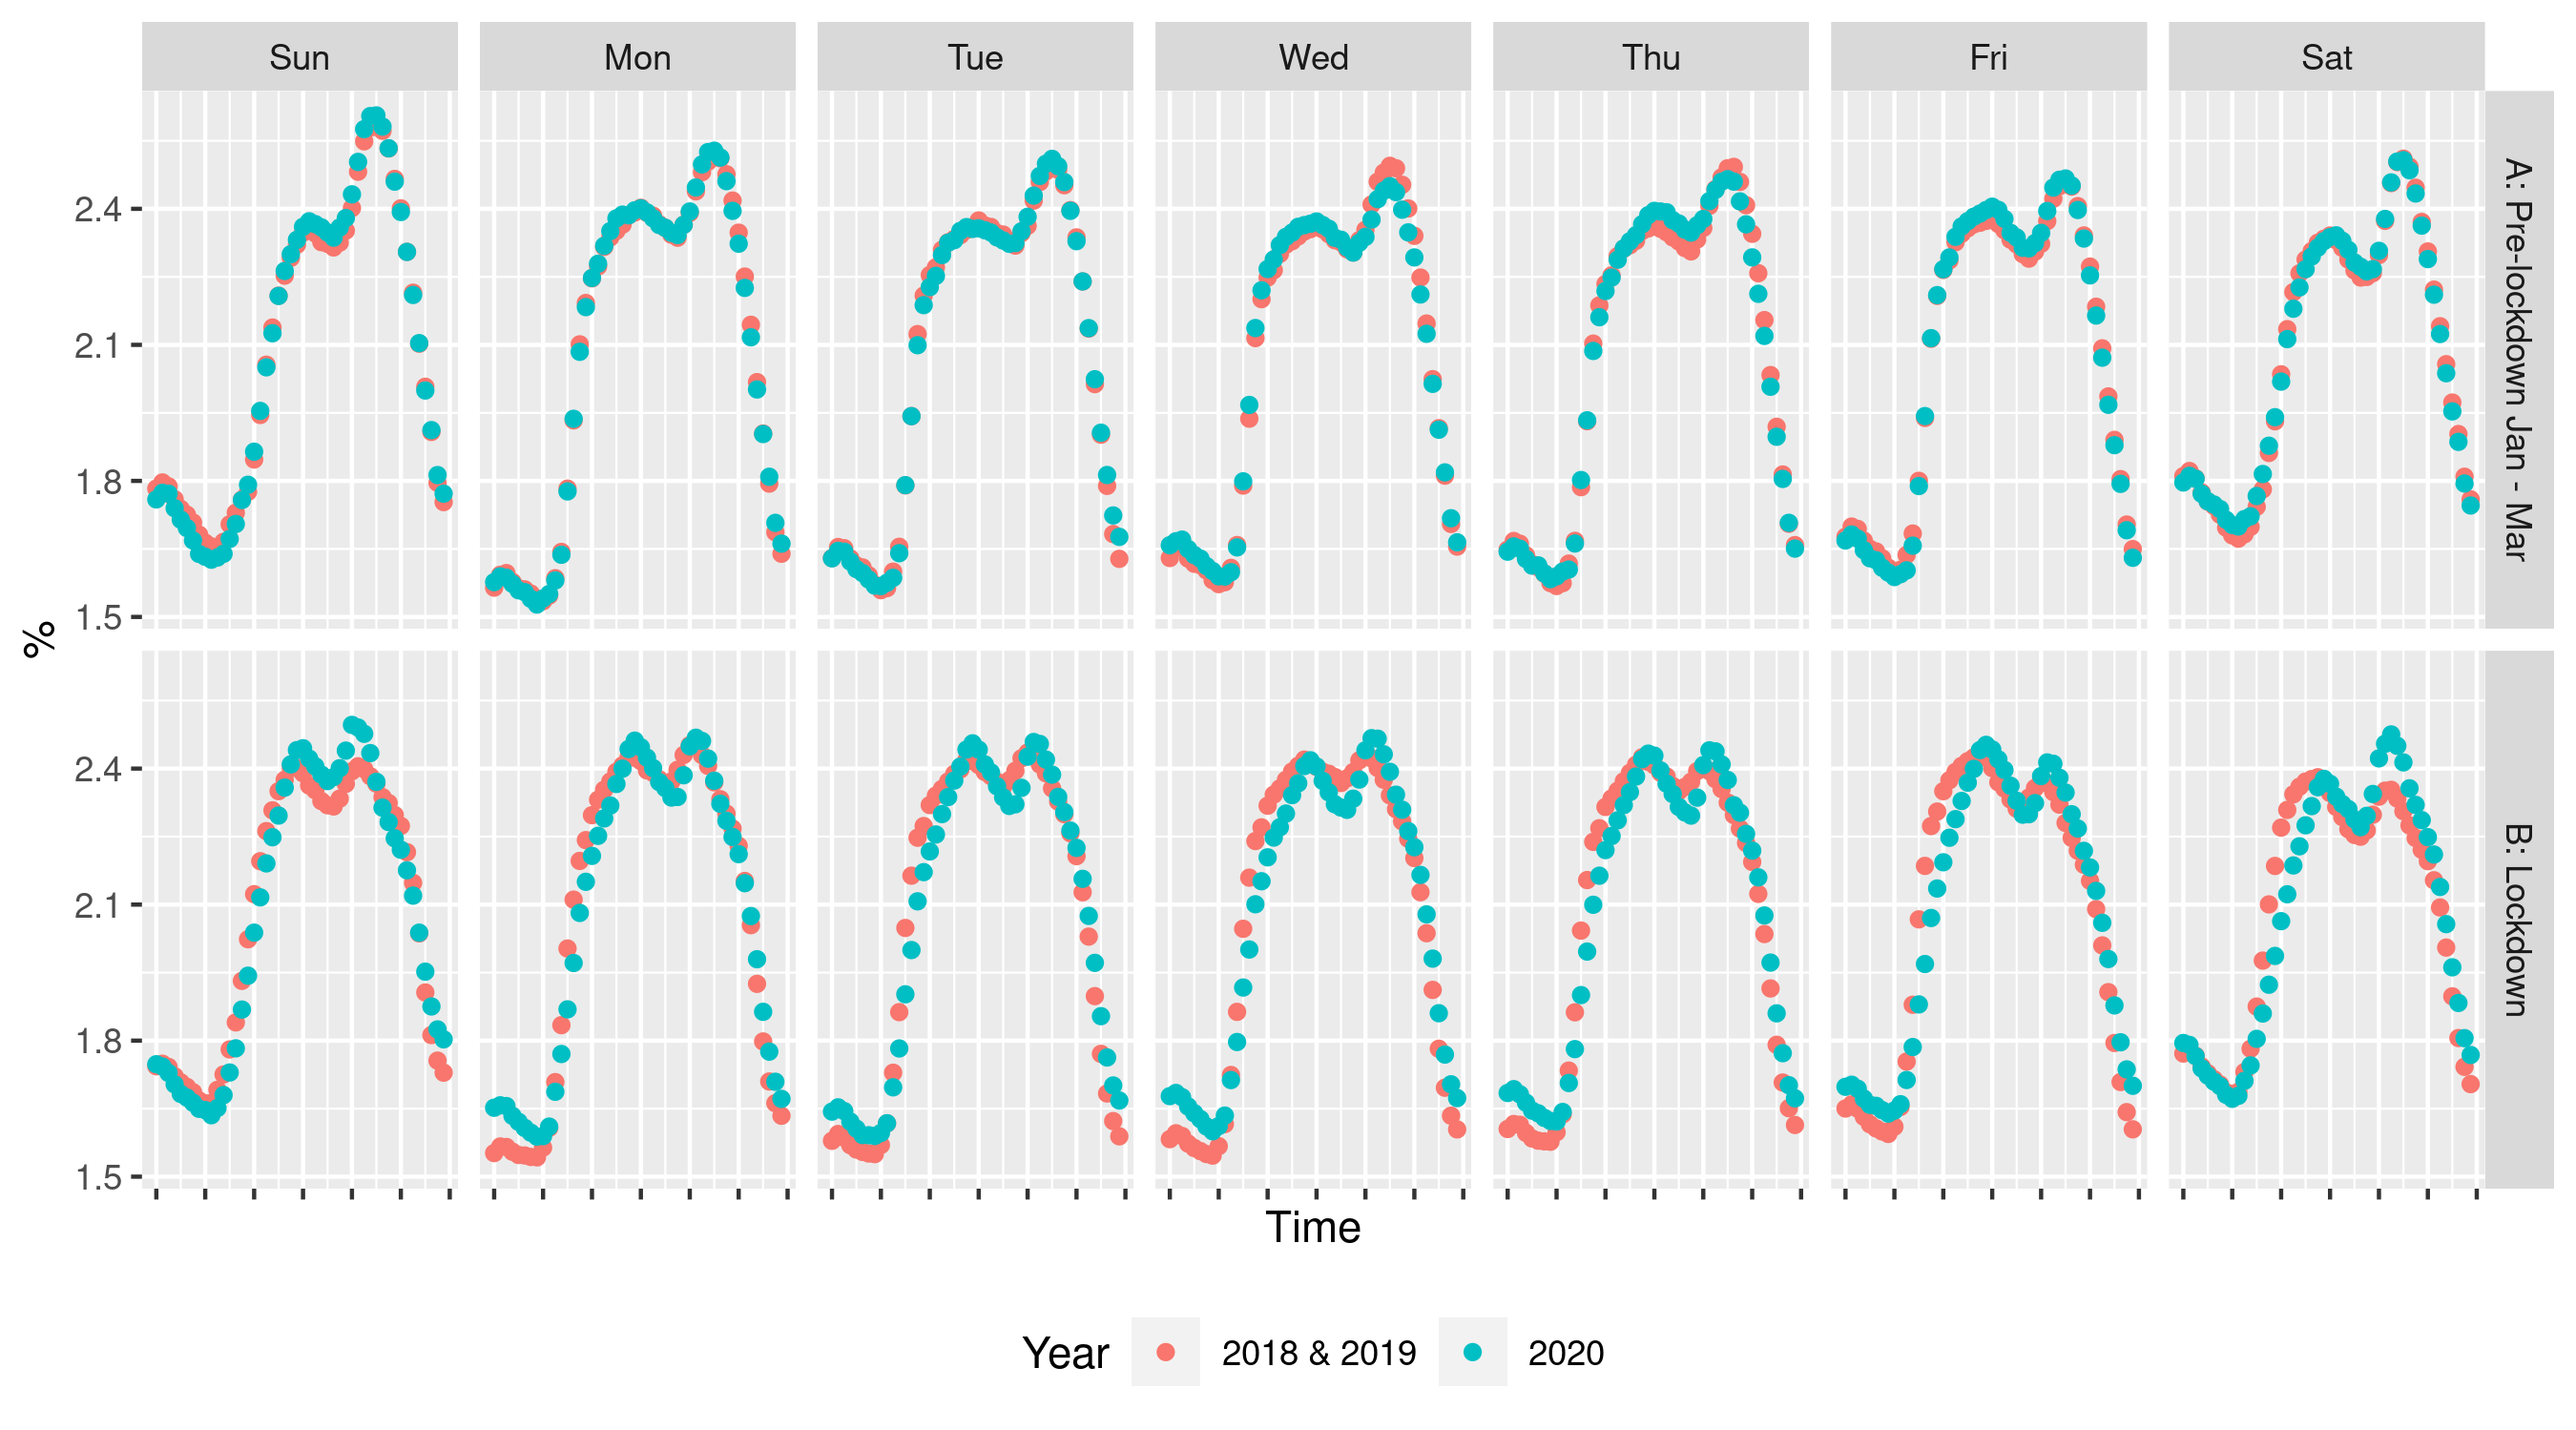 Sun Mon Tue Wed Thu Fri Sat
A: Pre-lockdown Jan - Mar
2.4
2.1
1.8
1.5
%
B: Lockdown
2.4
2.1
1.8
1.5
Time
Year 2018 & 2019 2020